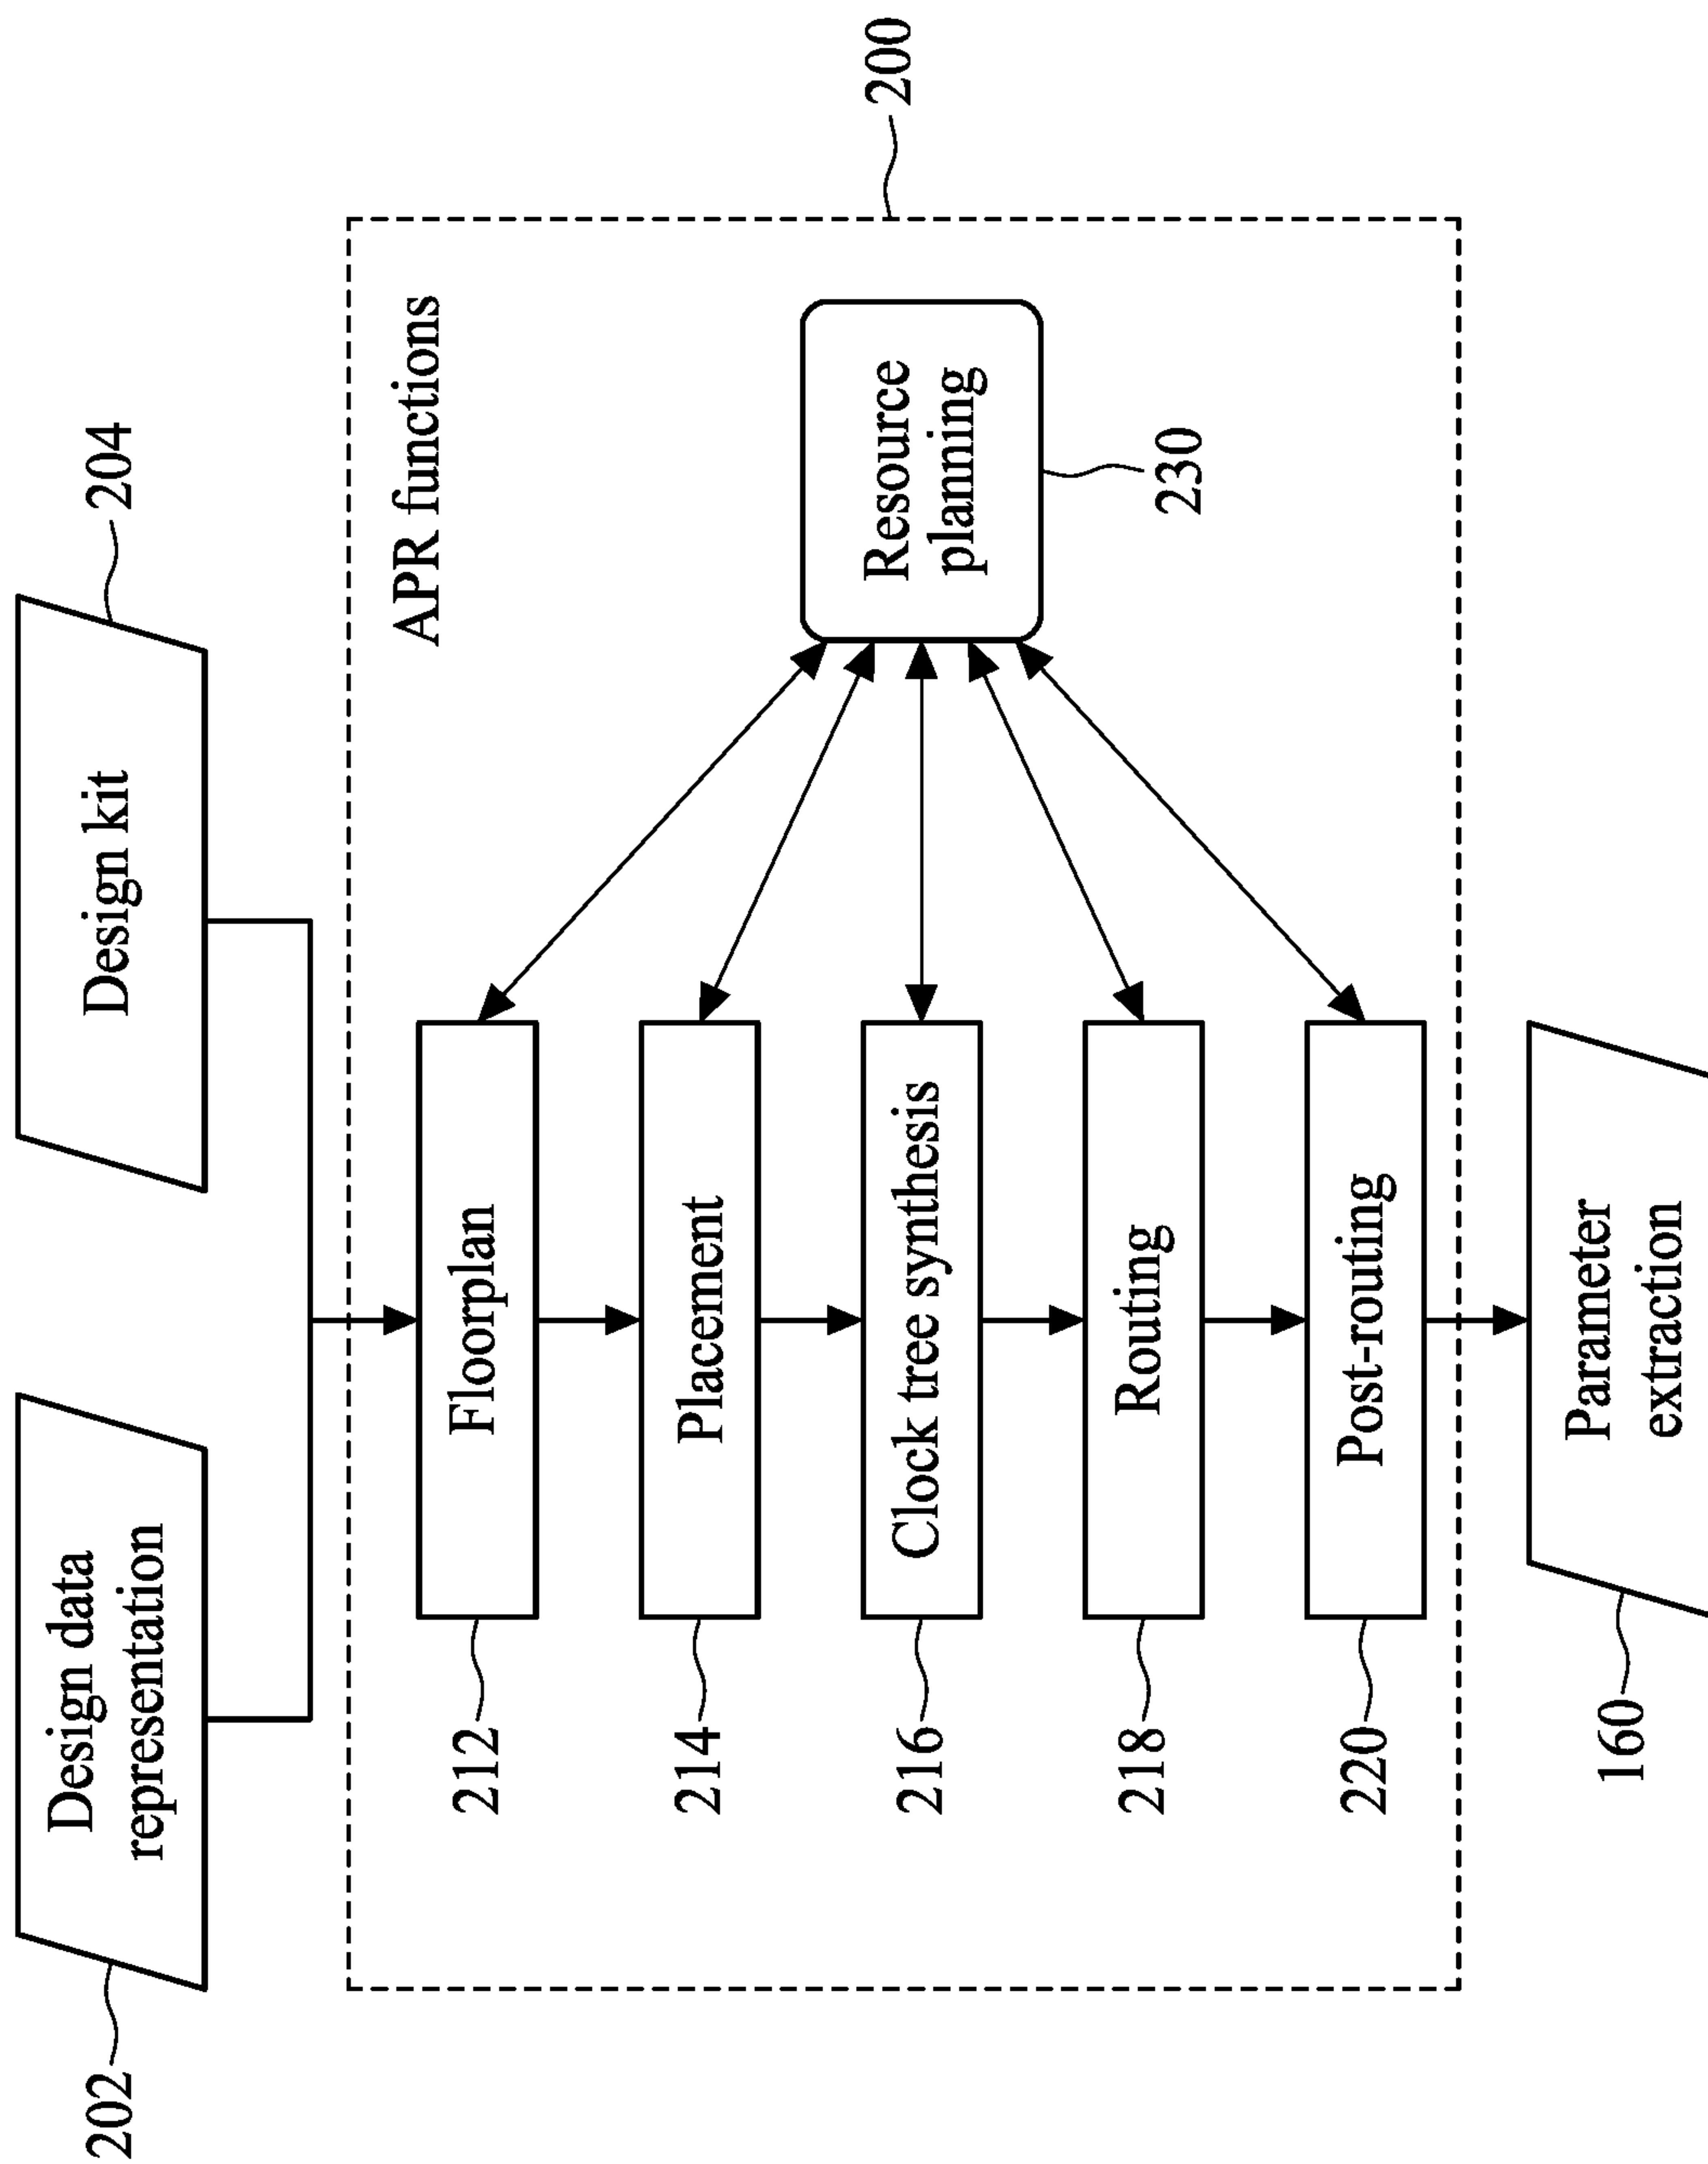 Design data
representation
202
Design kit
204
APR functions
200
Floorplan
212
Placement
214
Clock tree synthesis
216
Routing
218
Post-routing
220
Resource
planning
230
Parameter
extraction
160